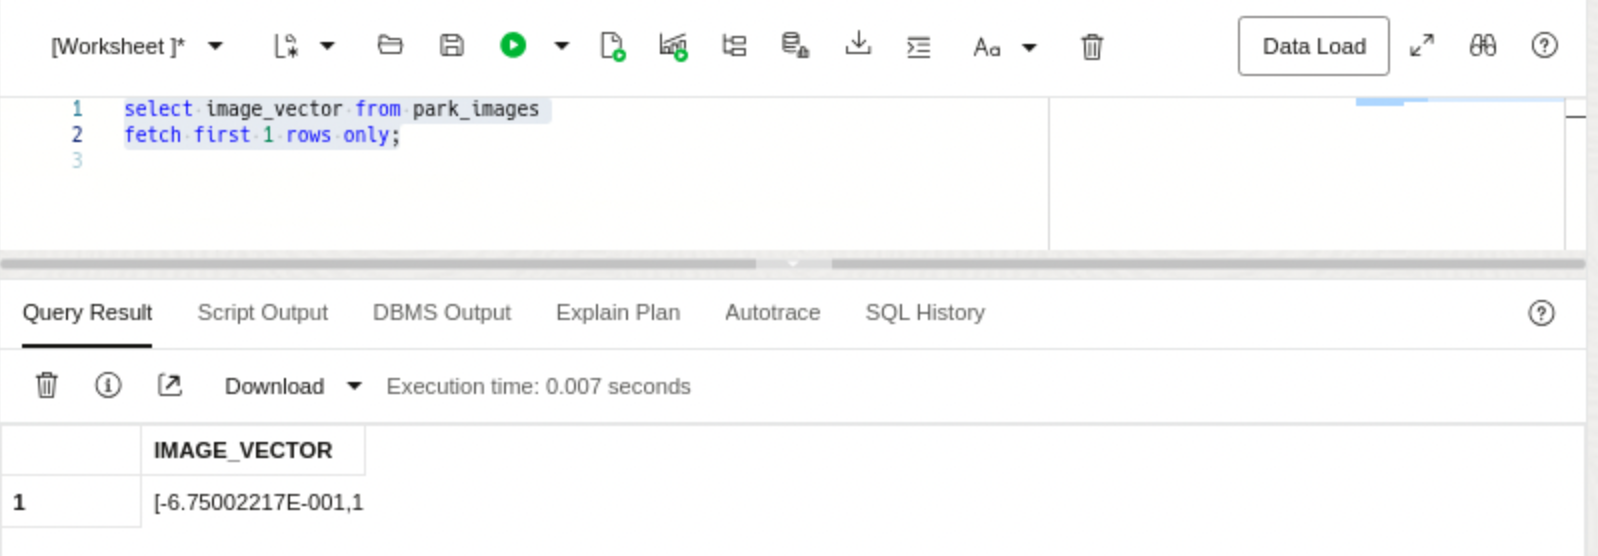 [Worksheet ]*
Aa
Data Load
1 select image_vector from park_images
2 fetch first 1 rows only;
3
Query Result Script Output DBMS Output Explain Plan Autotrace SQL History
Download Execution time: 0.007 seconds
IMAGE_VECTOR
1 [-6.75002217E-001,1